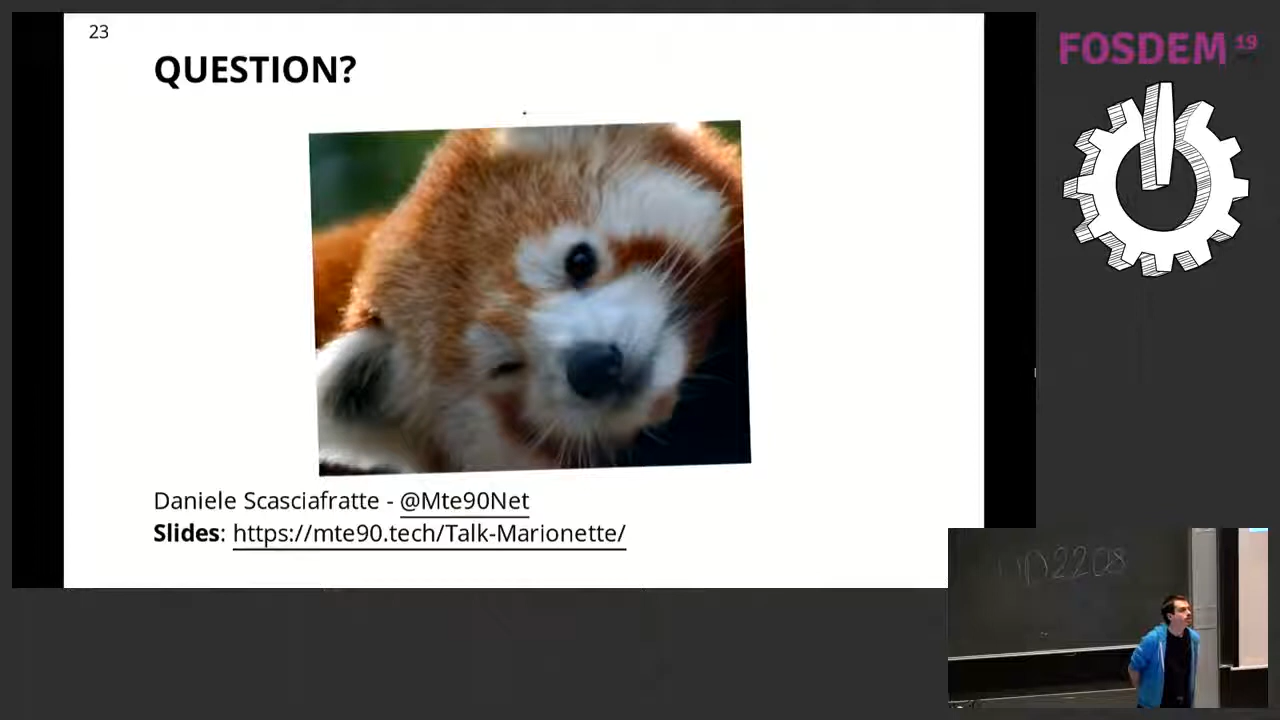 23
QUESTION?
Daniele Scasciafratte - @Mte90Net
Slides: https://mte90.tech/Talk-Marionette/
FOSDEM 19